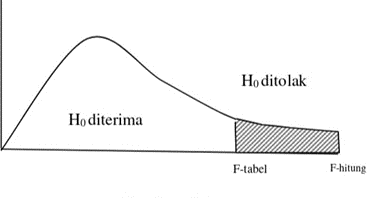 H₀ ditolak
H₀ diterima
F-tabel
F-hitung